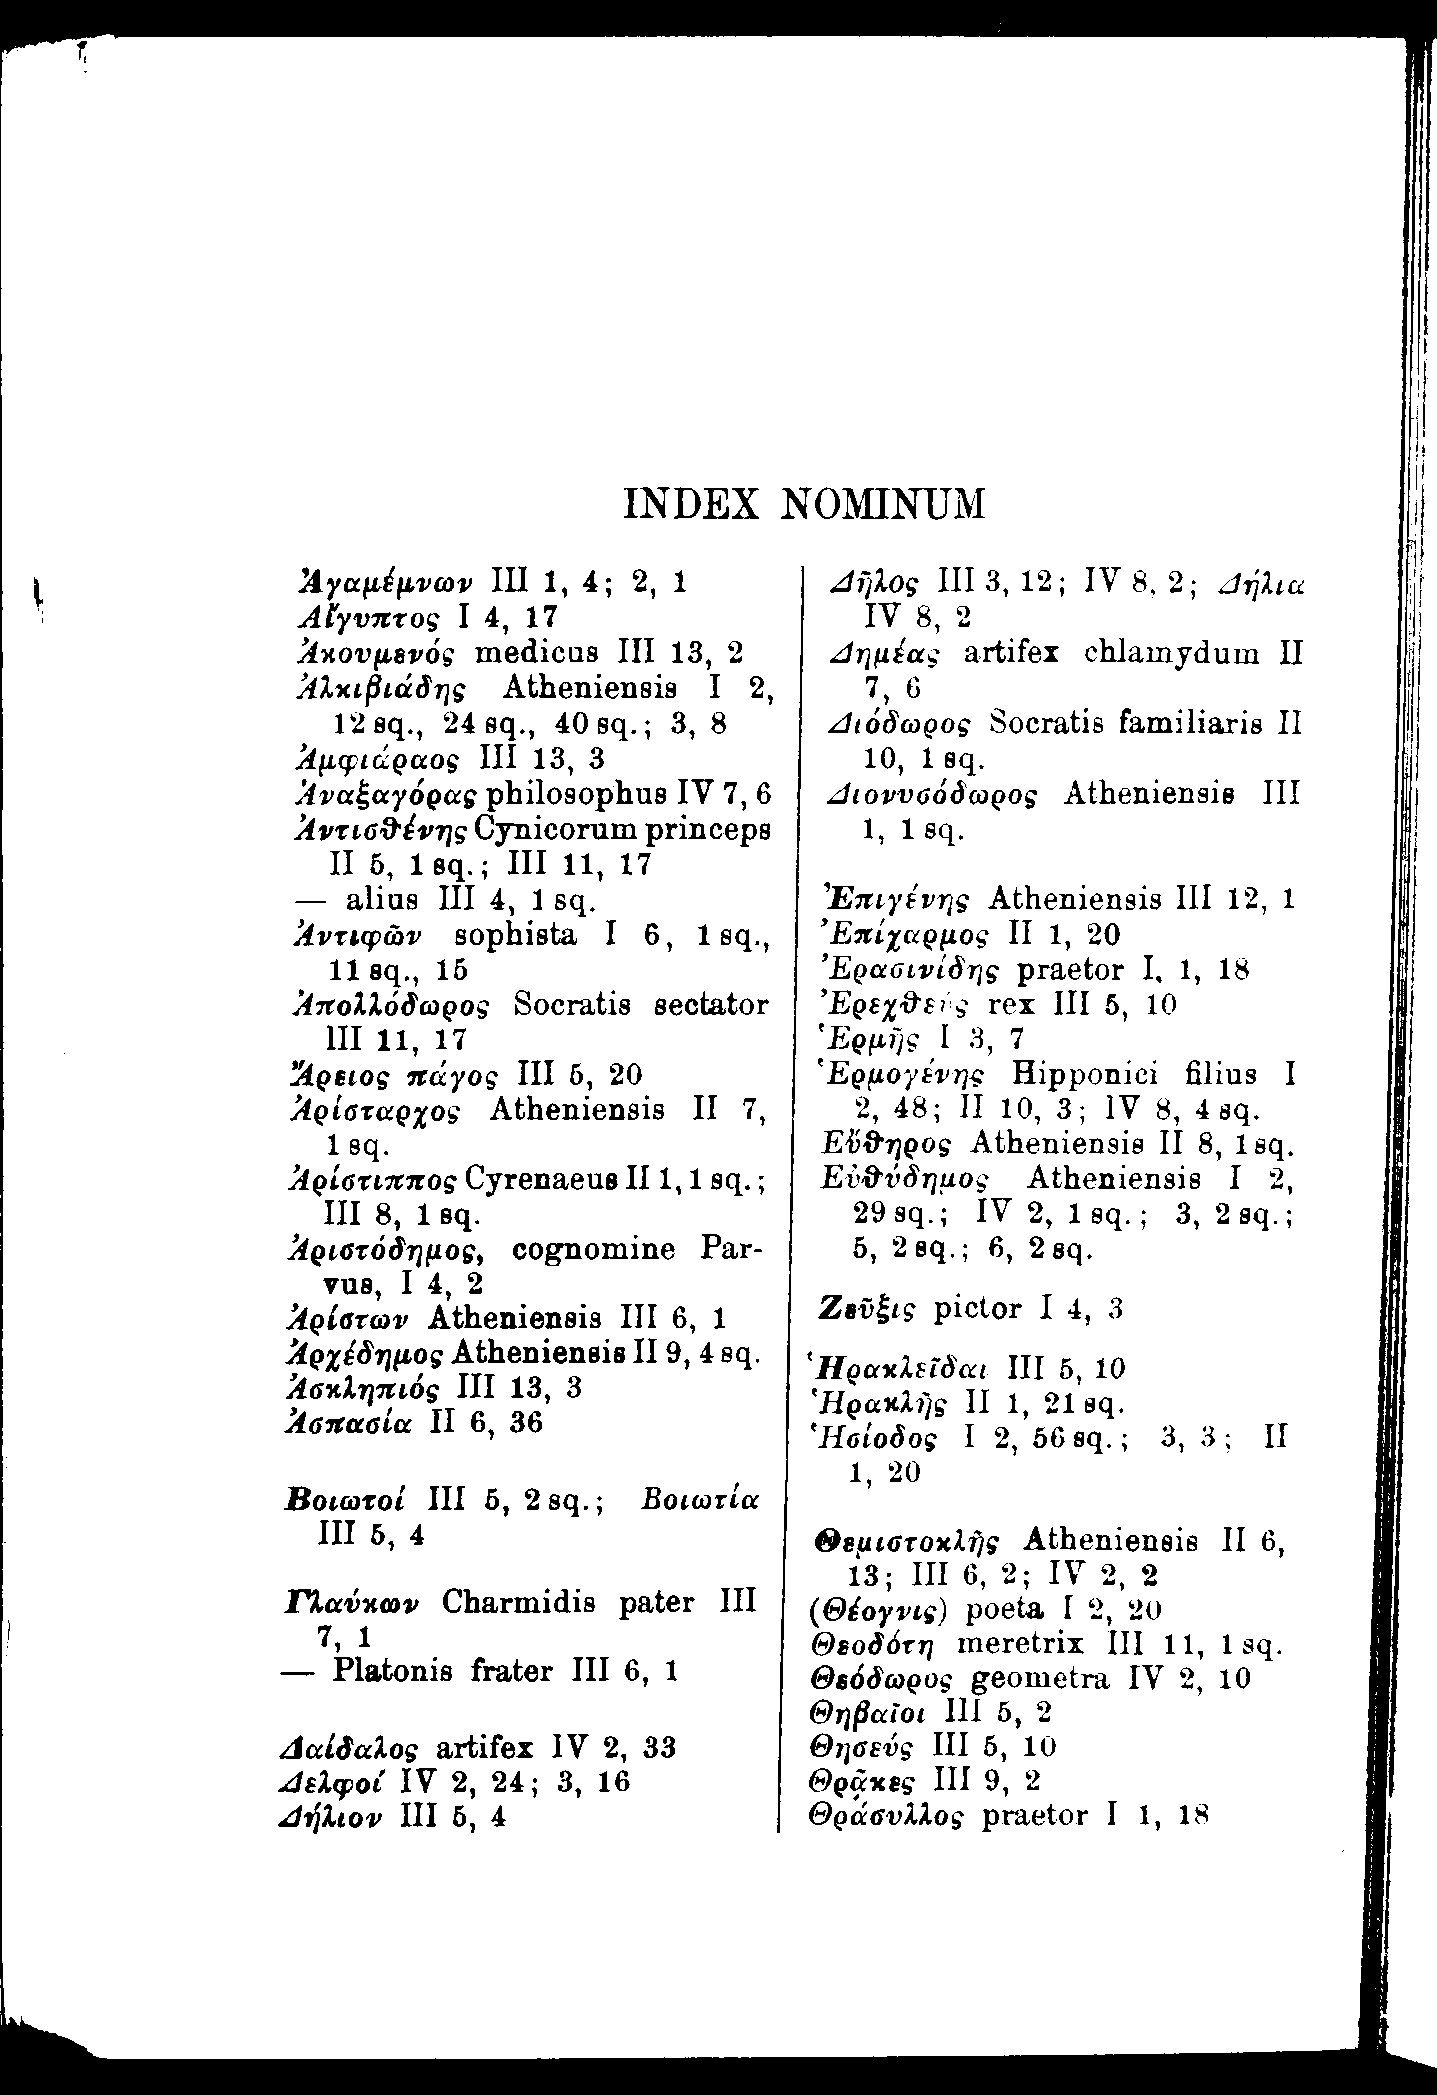 INDEX NOMINUM
Ἀγαμέμνων III 1, 4; 2, 1
Αἴγυπτος I 4, 17
Ἀκουμενός medicus III 13, 2
Ἀλκιβιάδης Atheniensis I 2,
12 sq., 24 sq., 40 sq.; 3, 8
Ἀμφιάραος III 13, 3
Ἀναξαγόρας philosophus IV 7, 6
Ἀντισθένης Cynicorum princeps
II 5, 1 sq.; III 11, 17
— alius III 4, 1 sq.
Ἀντιφῶν sophista I 6, 1 sq.,
11 sq., 15
Ἀπολλόδωρος Socratis sectator
III 11, 17
Ἄρειος πάγος III 5, 20
Ἀρίσταρχος Atheniensis II 7,
1 sq.
Ἀρίστιππος Cyrenaeus II 1, 1 sq.;
III 8, 1 sq.
Ἀριστόδημος, cognomine Par-
vus, I 4, 2
Ἀρίστων Atheniensis III 6, 1
Ἀρχέδημος Atheniensis II 9, 4 sq.
Ἀσκληπιός III 13, 3
Ἀσπασία II 6, 36
Βοιωτοί III 5, 2 sq.; Βοιωτία
III 5, 4
Γλαύκων Charmidis pater III
7, 1
— Platonis frater III 6, 1
Δαίδαλος artifex IV 2, 33
Δελφοί IV 2, 24; 3, 16
Δήλιον III 5, 4
Δῆλος III 3, 12; IV 8, 2; Δήλια
IV 8, 2
Δημέας artifex chlamydum II
7, 6
Διόδωρος Socratis familiaris II
10, 1 sq.
Διονυσόδωρος Atheniensis III
1, 1 sq.
Ἐπιγένης Atheniensis III 12, 1
Ἐπίχαρμος II 1, 20
Ἐρασινίδης praetor I, 1, 18
Ἐρεχθεύς rex III 5, 10
Ἑρμῆς I 3, 7
Ἑρμογένης Hipponici filius I
2, 48; II 10, 3; IV 8, 4 sq.
Εὔθηρος Atheniensis II 8, 1 sq.
Εὐθύδημος Atheniensis I 2,
29 sq.; IV 2, 1 sq.; 3, 2 sq.;
5, 2 sq.; 6, 2 sq.
Ζεῦξις pictor I 4, 3
Ἡρακλεῖδαι III 5, 10
Ἡρακλῆς II 1, 21 sq.
Ἡσίοδος I 2, 56 sq.; 3, 3; II
1, 20
Θεμιστοκλῆς Atheniensis II 6,
13; III 6, 2; IV 2, 2
(Θέογνις) poeta I 2, 20
Θεοδότη meretrix III 11, 1 sq.
Θεόδωρος geometra IV 2, 10
Θηβαῖοι III 5, 2
Θησεύς III 5, 10
Θρᾷκες III 9, 2
Θράσυλλος praetor I 1, 18